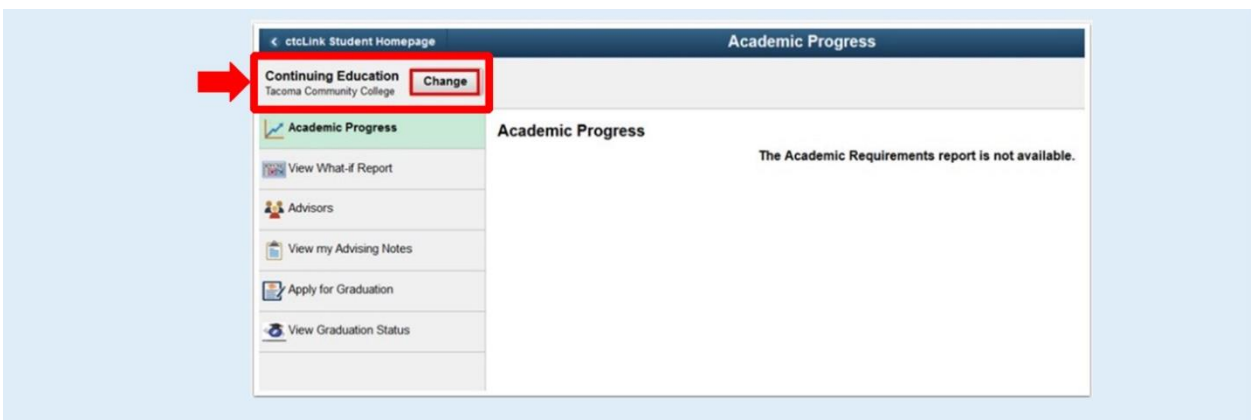 ctcLink Student Homepage
Academic Progress
Continuing Education
Change
Tacoma Community College
Academic Progress
View What-if Report
Advisors
View my Advising Notes
Apply for Graduation
View Graduation Status
Academic Progress
The Academic Requirements report is not available.